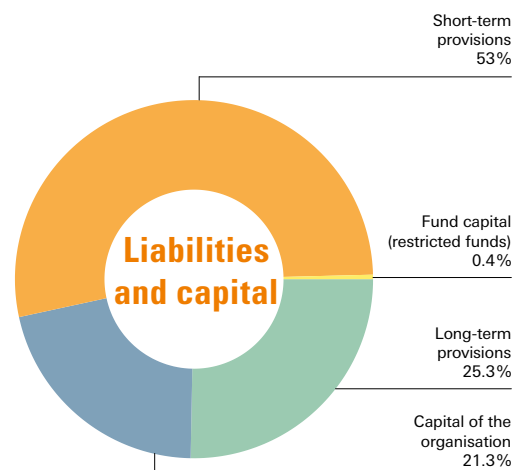 Short-term
provisions
53%
Liabilities
and capital
Fund capital
(restricted funds)
0.4%
Long-term
provisions
25.3%
Capital of the
organisation
21.3%